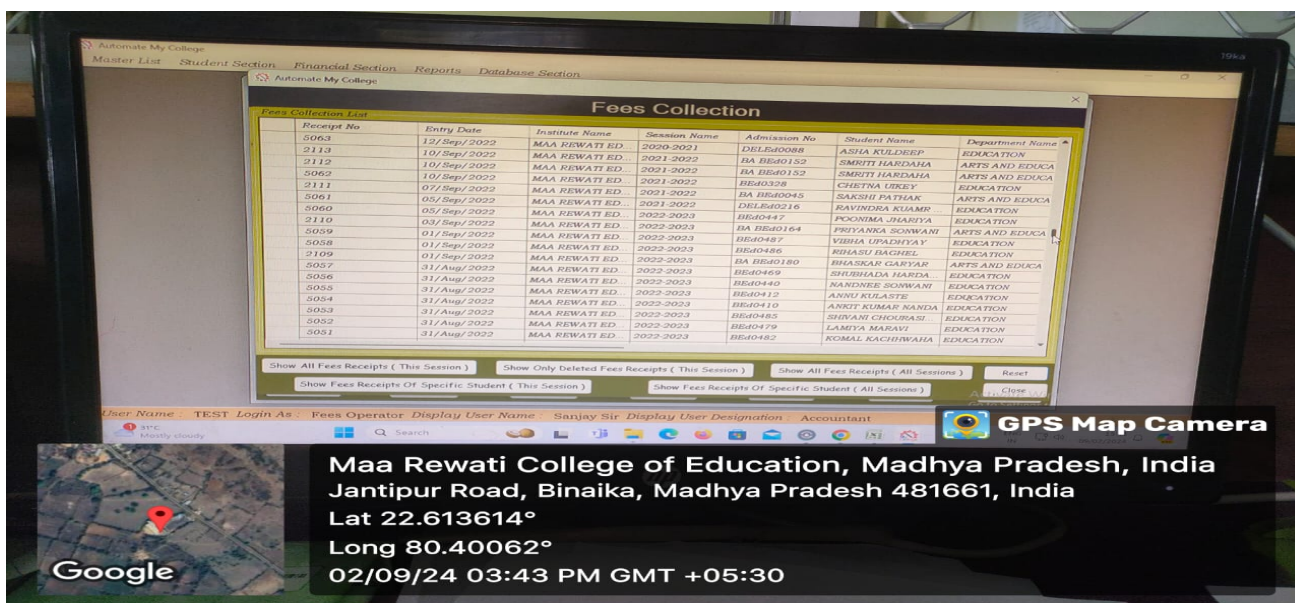 19ka
Automate My College
Master List Student Section Financial Section Reports Database Section
Automate My College
Fees Collection
Fees Collection List
Receipt No Entry Date Institute Name Session Name Admission No Student Name Department Name
5063 12/Sep/2022 MAA REWATI ED... 2020-2021 DELEd0088 ASHA KULDEEP EDUCATION
2113 10/Sep/2022 MAA REWATI ED... 2021-2022 BA BEd0152 SMRITI HARDAHA ARTS AND EDUCA
2112 10/Sep/2022 MAA REWATI ED... 2021-2022 BA BEd0152 SMRITI HARDAHA ARTS AND EDUCA
5062 10/Sep/2022 MAA REWATI ED... 2021-2022 BEd0328 CHETNA UIKEY EDUCATION
2111 07/Sep/2022 MAA REWATI ED... 2021-2022 BA BEd0045 SAKSHI PATHAK ARTS AND EDUCA
5061 05/Sep/2022 MAA REWATI ED... 2021-2022 DELEd0216 RAVINDRA KUAMR ... EDUCATION
5060 05/Sep/2022 MAA REWATI ED... 2022-2023 BEd0447 POONIMA JHARIYA EDUCATION
2110 03/Sep/2022 MAA REWATI ED... 2022-2023 BA BEd0164 PRIYANKA SONWANI ARTS AND EDUCA
5059 01/Sep/2022 MAA REWATI ED... 2022-2023 BEd0487 VIBHA UPADHYAY EDUCATION
5058 01/Sep/2022 MAA REWATI ED... 2022-2023 BEd0486 RIHASU BAGHEL EDUCATION
2109 01/Sep/2022 MAA REWATI ED... 2022-2023 BA BEd0180 BHASKAR GARYAR ARTS AND EDUCA
5057 31/Aug/2022 MAA REWATI ED... 2022-2023 BEd0469 SHUBHADA HARDA... EDUCATION
5056 31/Aug/2022 MAA REWATI ED... 2022-2023 BEd0440 NANDNEE SONWANI EDUCATION
5055 31/Aug/2022 MAA REWATI ED... 2022-2023 BEd0412 ANNU KULASTE EDUCATION
5054 31/Aug/2022 MAA REWATI ED... 2022-2023 BEd0410 ANKIT KUMAR NANDA EDUCATION
5053 31/Aug/2022 MAA REWATI ED... 2022-2023 BEd0485 SHIVANI CHOURASI... EDUCATION
5052 31/Aug/2022 MAA REWATI ED... 2022-2023 BEd0479 LAMIYA MARAVI EDUCATION
5051 31/Aug/2022 MAA REWATI ED... 2022-2023 BEd0482 KOMAL KACHHWAHA EDUCATION
Show All Fees Receipts ( This Session ) Show Only Deleted Fees Receipts ( This Session ) Show All Fees Receipts ( All Sessions ) Reset
Show Fees Receipts Of Specific Student ( This Session ) Show Fees Receipts Of Specific Student ( All Sessions ) Close
User Name : TEST Login As : Fees Operator Display User Name : Sanjay Sir Display User Designation : Accountant
31°C
Mostly cloudy
Search
GPS Map Camera
Maa Rewati College of Education, Madhya Pradesh, India
Jantipur Road, Binaika, Madhya Pradesh 481661, India
Lat 22.613614°
Long 80.40062°
02/09/24 03:43 PM GMT +05:30
Google